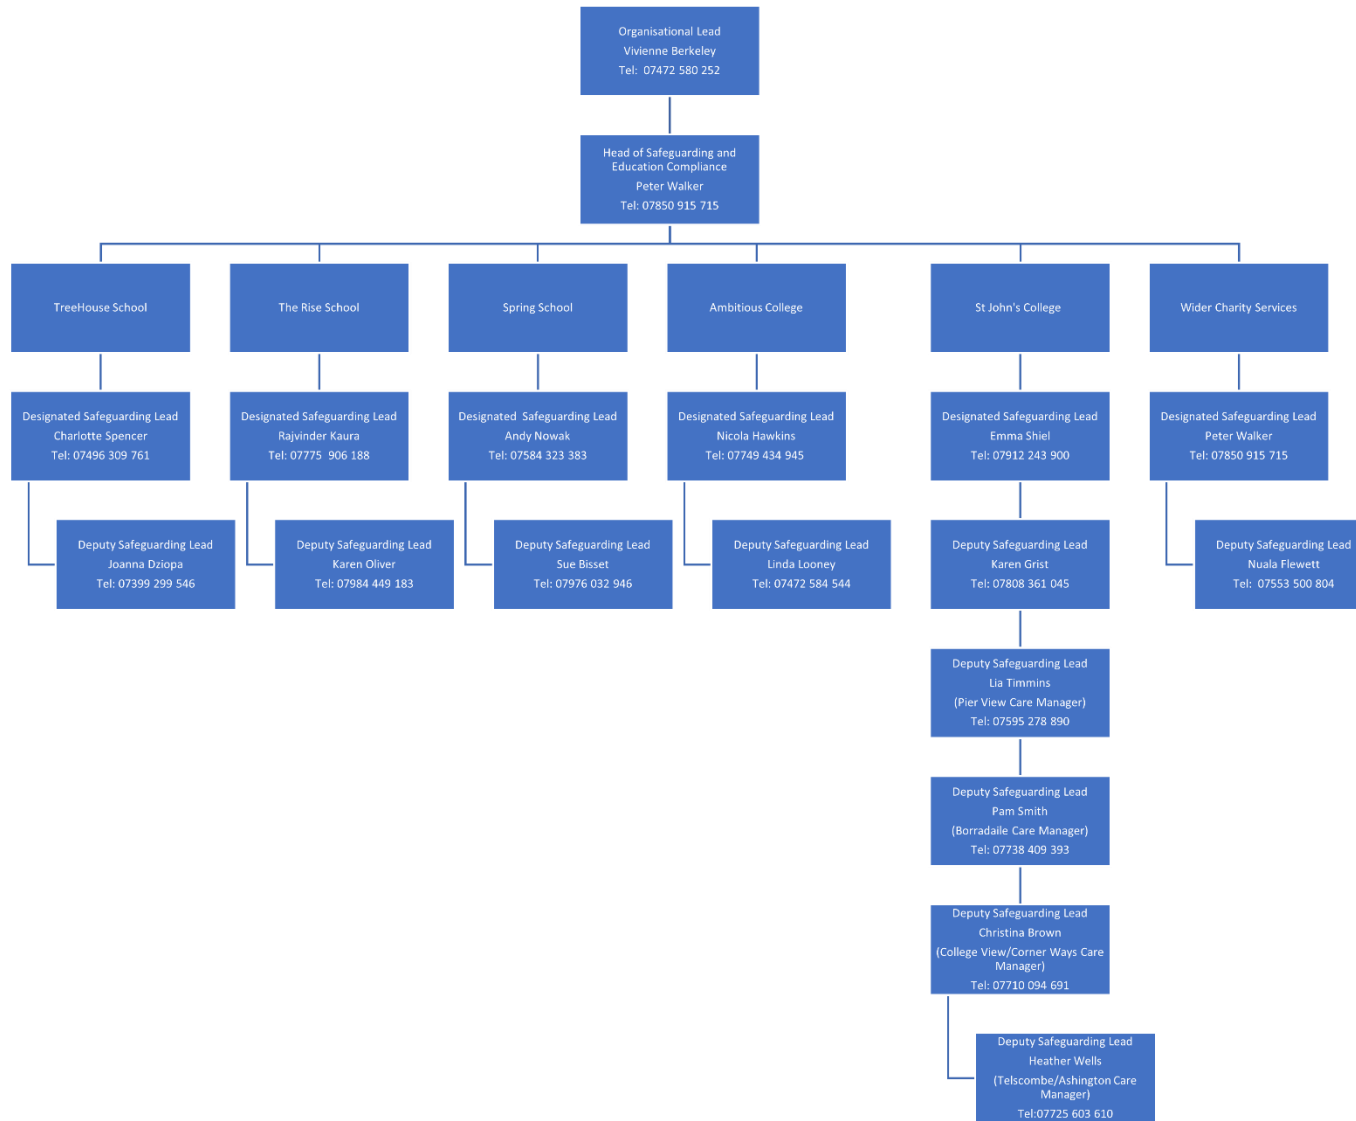 Organisational Lead
Vivienne Berkeley
Tel:  07472 580 252
Head of Safeguarding and
Education Compliance
Peter Walker
Tel: 07850 915 715
TreeHouse School
The Rise School
Spring School
Ambitious College
St John's College
Wider Charity Services
Designated Safeguarding Lead
Charlotte Spencer
Tel: 07496 309 761
Designated Safeguarding Lead
Rajvinder Kaura
Tel: 07775  906 188
Designated  Safeguarding Lead
Andy Nowak
Tel: 07584 323 383
Designated Safeguarding Lead
Nicola Hawkins
Tel: 07749 434 945
Designated Safeguarding Lead
Emma Shiel
Tel: 07912 243 900
Designated Safeguarding Lead
Peter Walker
Tel: 07850 915 715
Deputy Safeguarding Lead
Joanna Dziopa
Tel: 07399 299 546
Deputy Safeguarding Lead
Karen Oliver
Tel: 07984 449 183
Deputy Safeguarding Lead
Sue Bisset
Tel: 07976 032 946
Deputy Safeguarding Lead
Linda Looney
Tel: 07472 584 544
Deputy Safeguarding Lead
Karen Grist
Tel: 07808 361 045
Deputy Safeguarding Lead
Nuala Flewett
Tel:  07553 500 804
Deputy Safeguarding Lead
Lia Timmins
(Pier View Care Manager)
Tel: 07595 278 890
Deputy Safeguarding Lead
Pam Smith
(Borradaile Care Manager)
Tel: 07738 409 393
Deputy Safeguarding Lead
Christina Brown
(College View/Corner Ways Care
Manager)
Tel: 07710 094 691
Deputy Safeguarding Lead
Heather Wells
(Telscombe/Ashington Care
Manager)
Tel:07725 603 610